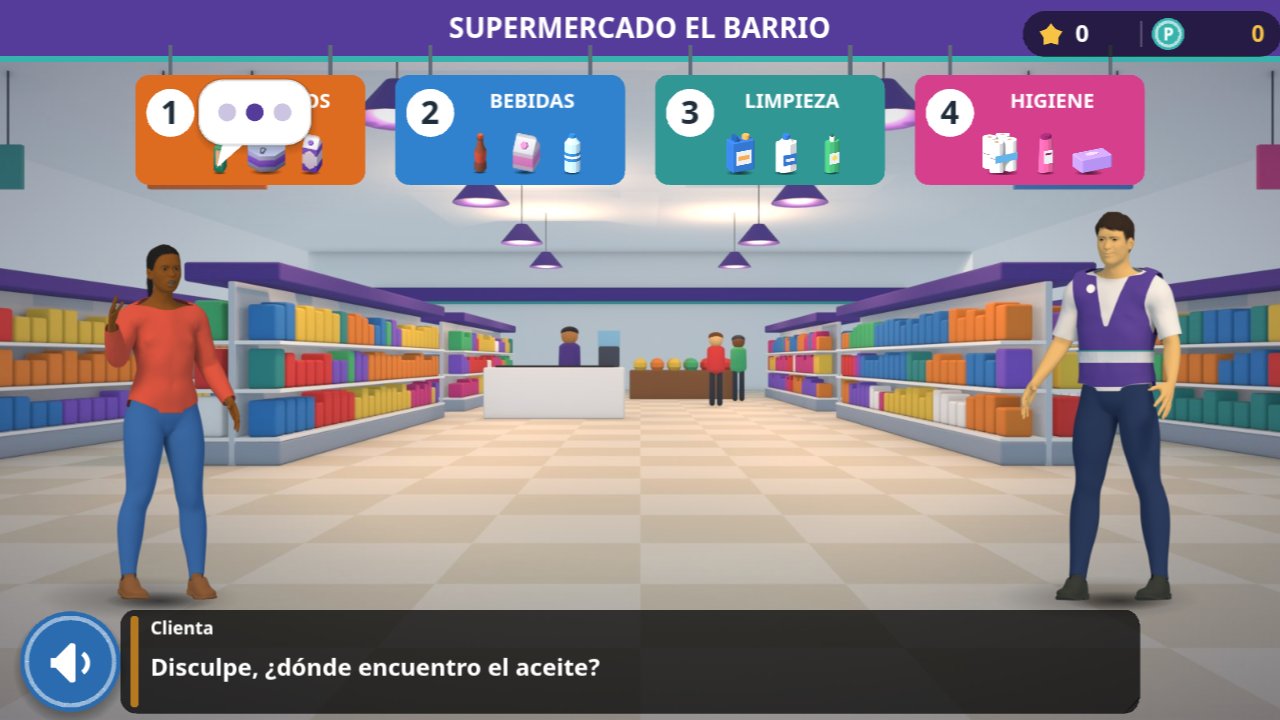 SUPERMERCADO EL BARRIO
0
P
0
1
2
BEBIDAS
3
LIMPIEZA
4
HIGIENE
Clienta
Disculpe, ¿dónde encuentro el aceite?